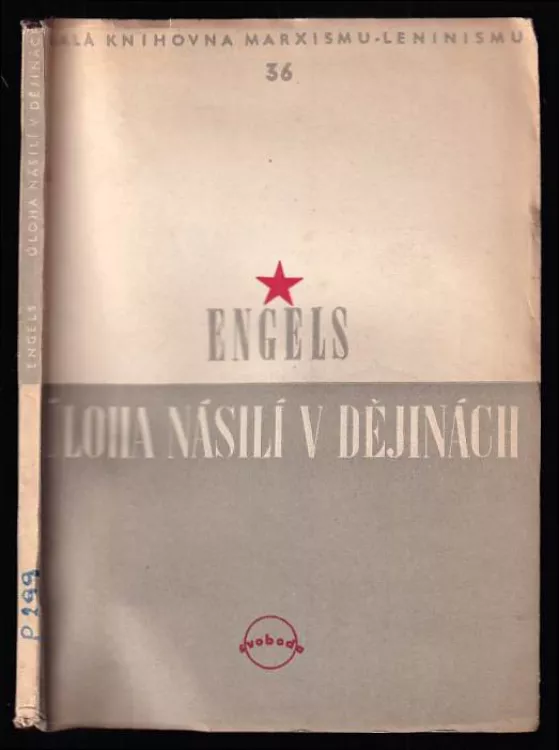 MALÁ KNIHOVNA MARXISMU-LENINISMU
36
ENGELS
ÚLOHA NÁSILÍ V DĚJINÁCH
svoboda
ENGELS ÚLOHA NÁSILÍ V DĚJINÁCH
P 299